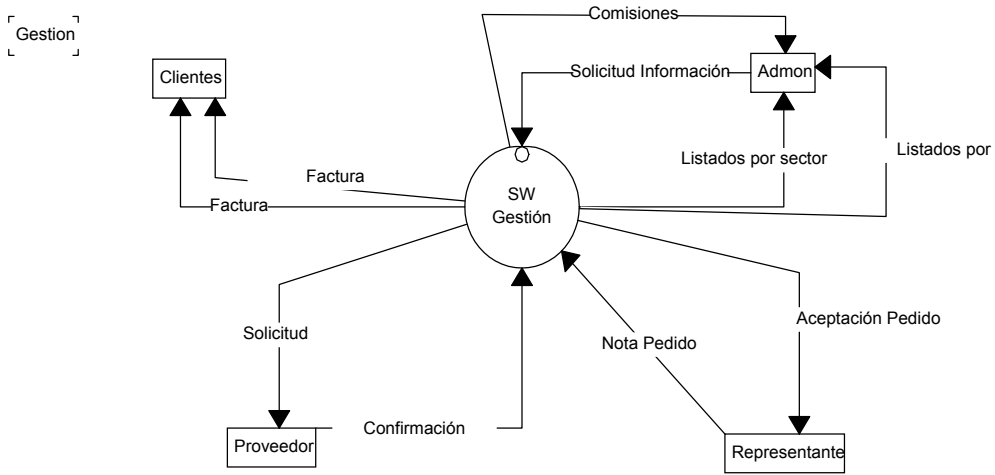 Gestion
Comisiones
Clientes
Solicitud Información
Admon
Listados por sector
Listados por
Factura
Factura
SW
Gestión
Solicitud
Aceptación Pedido
Nota Pedido
Confirmación
Proveedor
Representante